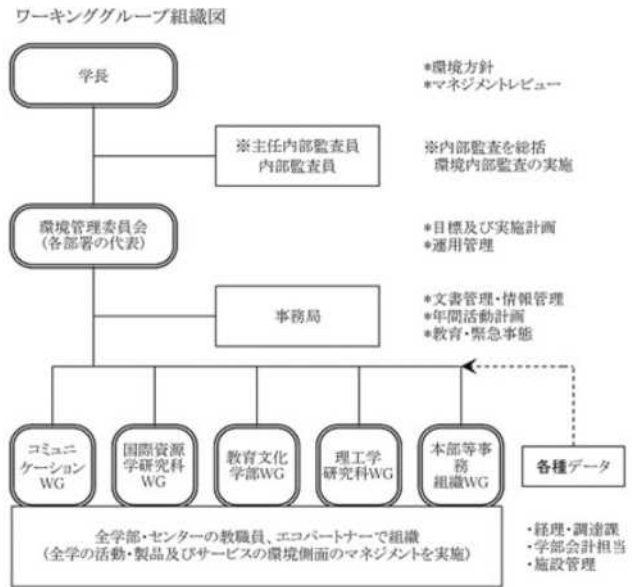 ワーキンググループ組織図
学長
*環境方針
*マネジメントレビュー
※主任内部監査員
内部監査員
※内部監査を総括
環境内部監査の実施
環境管理委員会
(各部署の代表)
*目標及び実施計画
*運用管理
事務局
*文書管理・情報管理
*年間活動計画
*教育・緊急事態
コミュニ
ケーション
WG
国際資源
学研究科
WG
教育文化
学部WG
理工学
研究科WG
本部等事
務
組織WG
各種データ
全学部・センターの教職員、エコパートナーで組織
(全学の活動・製品及びサービスの環境側面のマネジメントを実施)
・経理・調達課
・学部会計担当
・施設管理